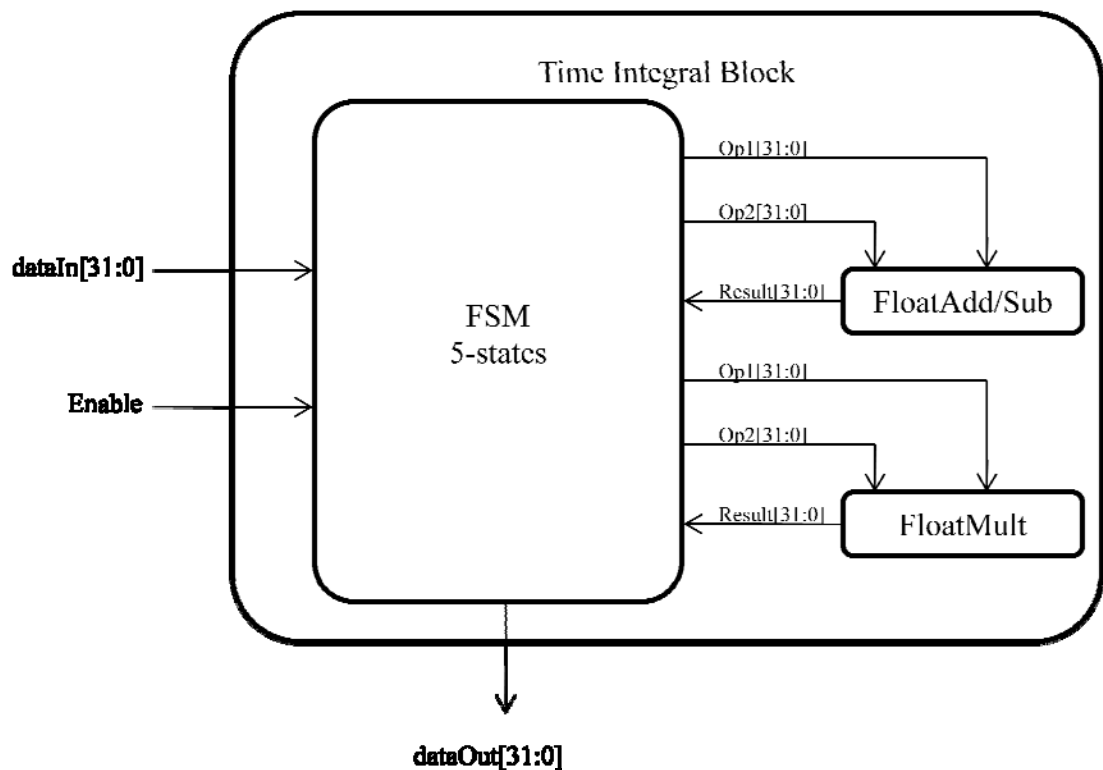 Time Integral Block
Op1[31:0]
Op2[31:0]
dataIn[31:0]
Result[31:0]
FloatAdd/Sub
FSM
5-states
Op1[31:0]
Enable
Op2[31:0]
Result[31:0]
FloatMult
dataOut[31:0]